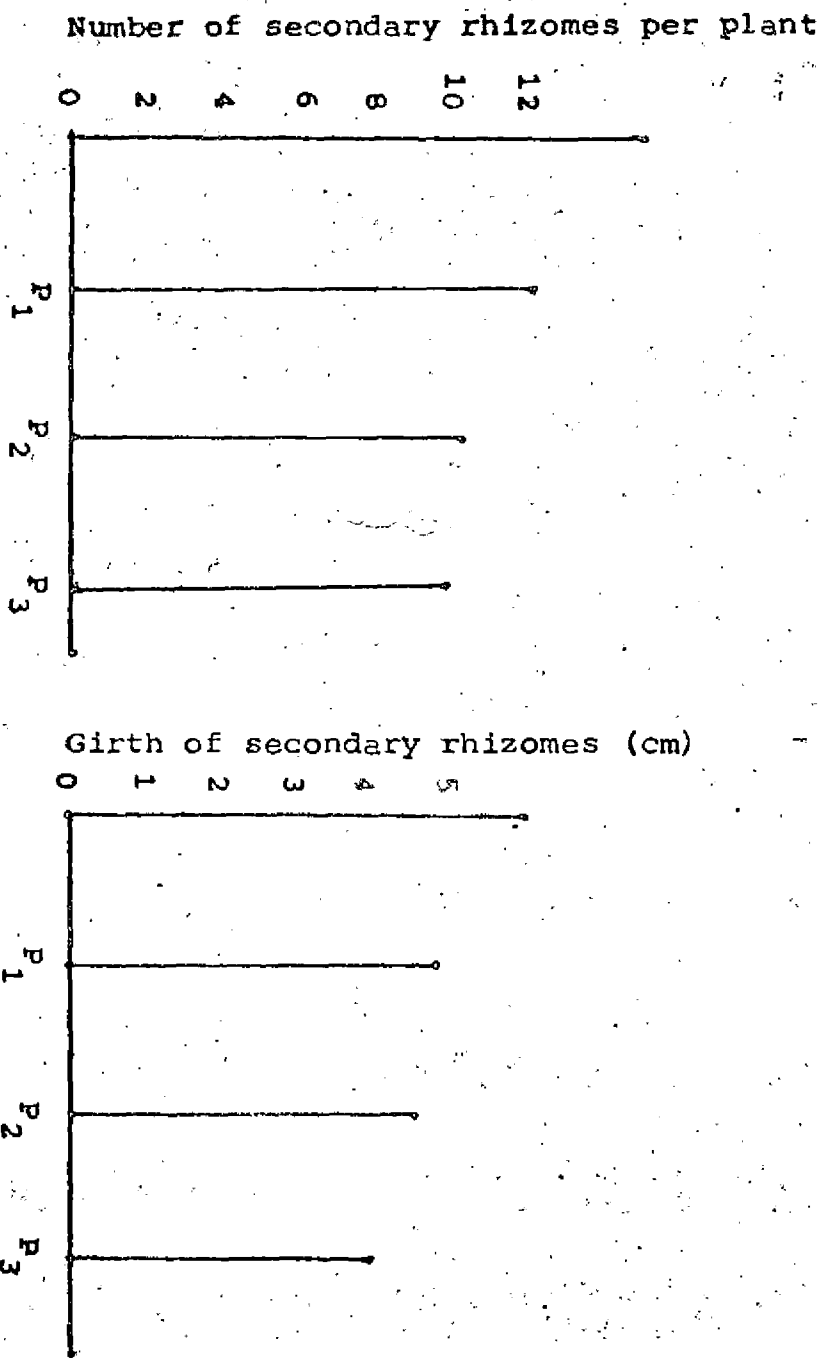 Number of secondary rhizomes per plant
0 2 4 6 8 10 12
P1
P2
P3
Girth of secondary rhizomes (cm)
0 1 2 3 4 5
P1
P2
P3